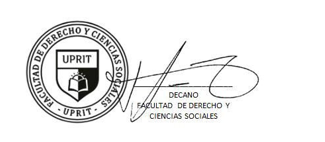 FACULTAD DE DERECHO Y CIENCIAS SOCIALES
UPRIT
- UPRIT -
DECANO
FACULTAD DE DERECHO Y
CIENCIAS SOCIALES